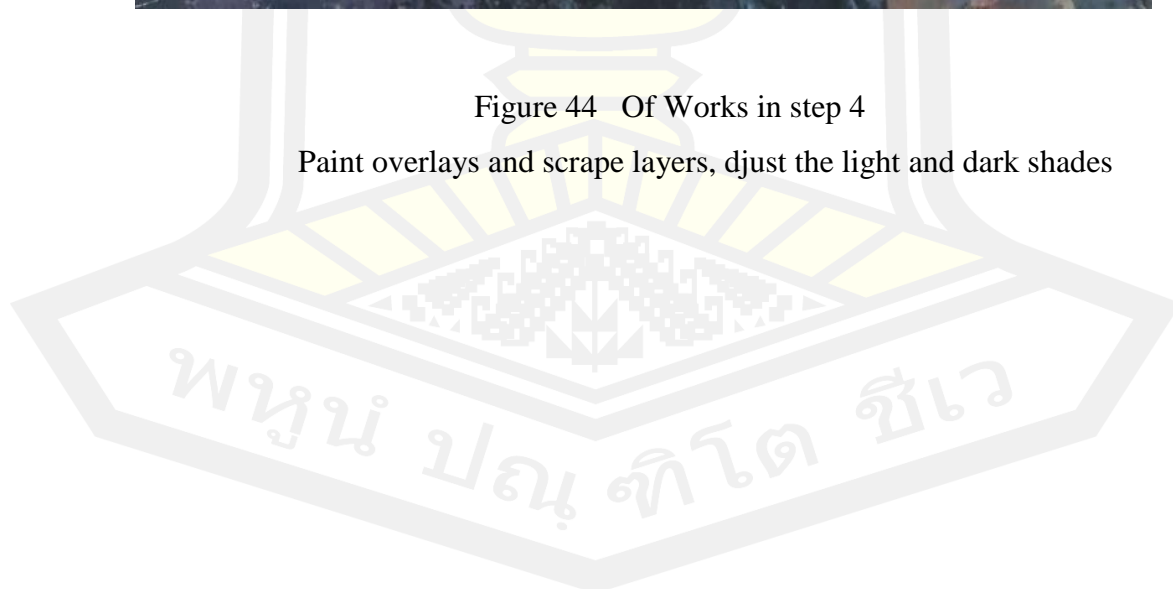 Figure 44   Of Works in step 4
Paint overlays and scrape layers, djust the light and dark shades
พหูนํ ปณฺฑิโต ชีเว